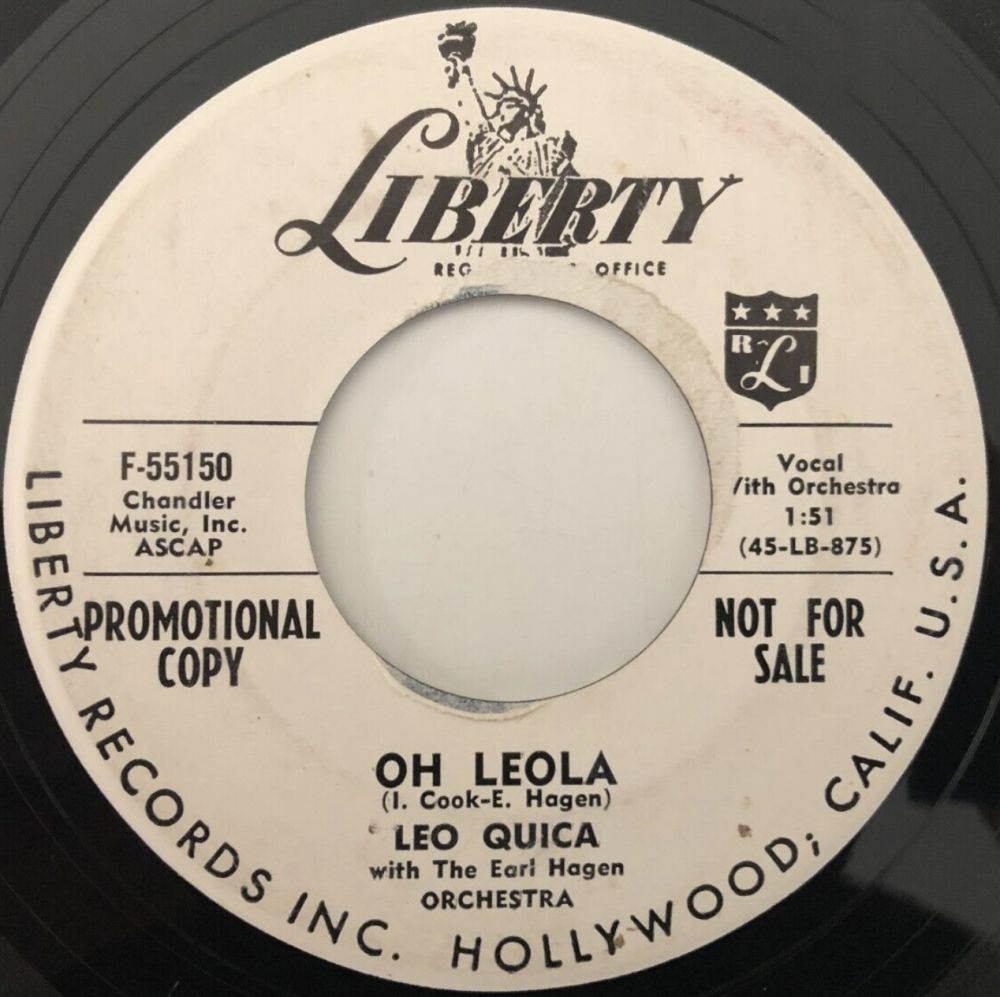 LIBERTY
REG OFFICE
R L I
F-55150
Chandler
Music, Inc.
ASCAP
Vocal
/ith Orchestra
1:51
(45-LB-875)
PROMOTIONAL
COPY
NOT FOR
SALE
OH LEOLA
(I. Cook-E. Hagen)
LEO QUICA
with The Earl Hagen
ORCHESTRA
LIBERTY RECORDS INC. HOLLYWOOD; CALIF. U.S.A.